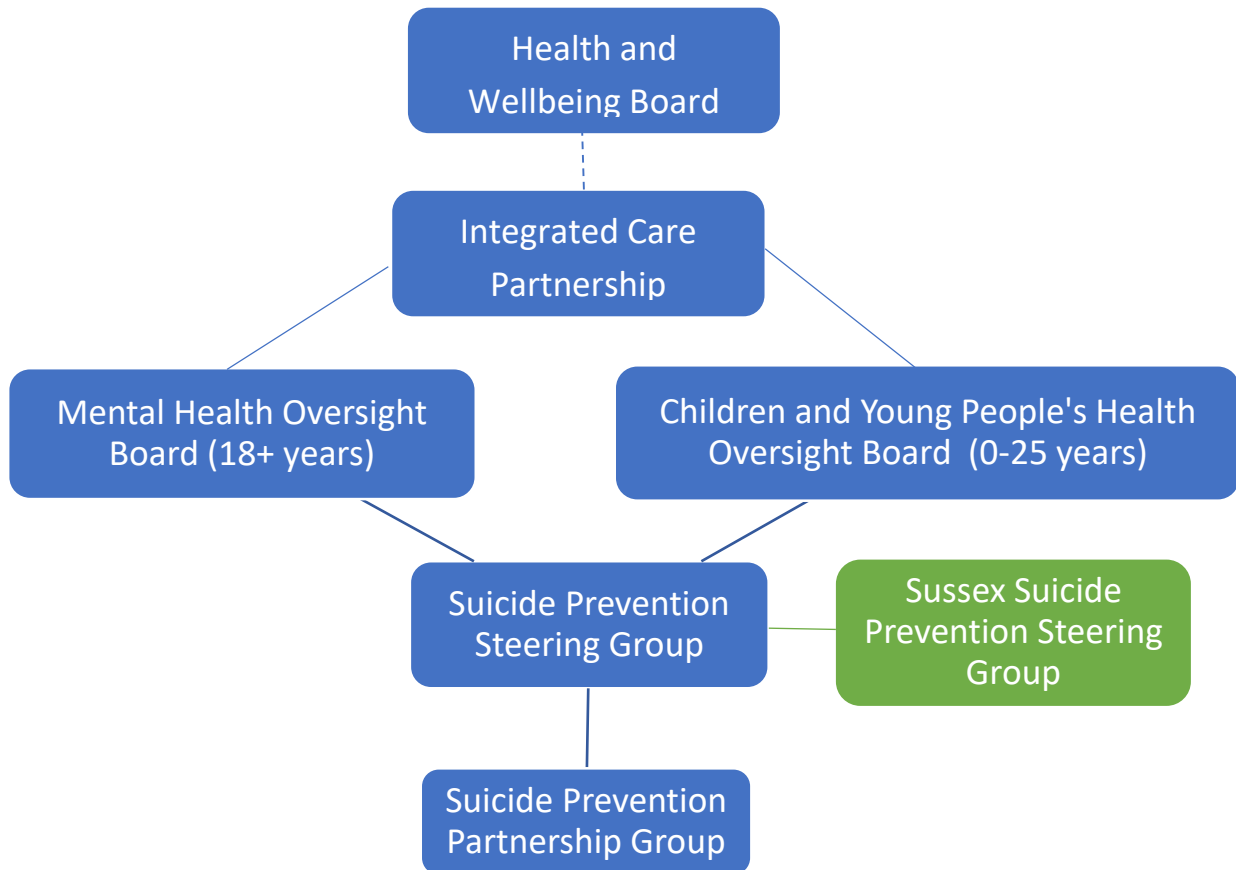 Health and
Wellbeing Board
Integrated Care
Partnership
Mental Health Oversight
Board (18+ years)
Children and Young People's Health
Oversight Board  (0-25 years)
Suicide Prevention
Steering Group
Sussex Suicide
Prevention Steering
Group
Suicide Prevention
Partnership Group